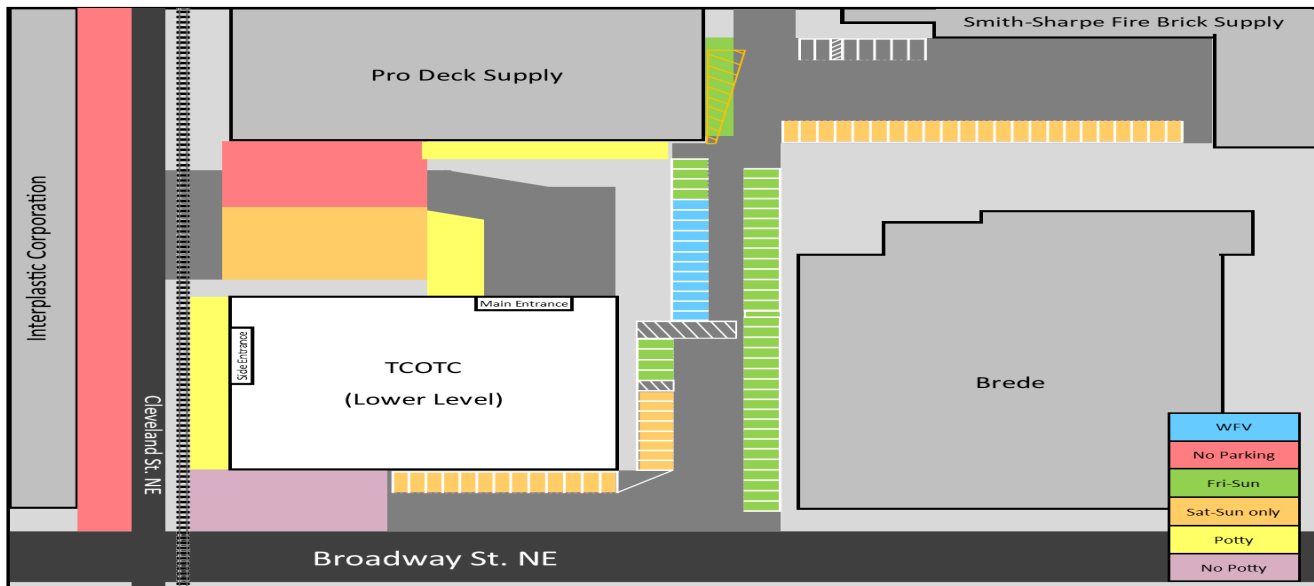 Smith-Sharpe Fire Brick Supply
Pro Deck Supply
Interplastic Corporation
Main Entrance
Side Entrance
TCOTC
(Lower Level)
Brede
Cleveland St. NE
WFV
No Parking
Fri-Sun
Sat-Sun only
Potty
No Potty
Broadway St. NE